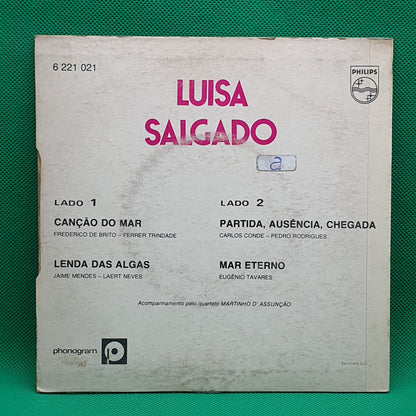 6 221 021
PHILIPS
LUISA
SALGADO
a
LADO 1
CANÇÃO DO MAR
FREDERICO DE BRITO – FERRER TRINDADE
LENDA DAS ALGAS
JAIME MENDES – LAERT NEVES
LADO 2
PARTIDA, AUSÊNCIA, CHEGADA
CARLOS CONDE – PEDRO RODRIGUES
MAR ETERNO
EUGÉNIO TAVARES
Acompanhamento pelo quarteto MARTINHO D' ASSUNÇÃO
phonogram p